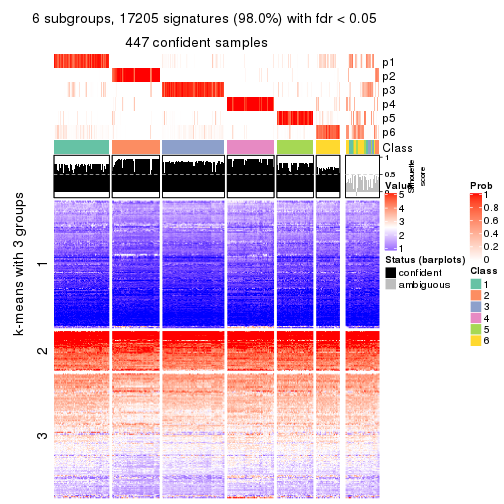 6 subgroups, 17205 signatures (98.0%) with fdr < 0.05
447 confident samples
p1
p2
p3
p4
p5
p6
Class
1
0.5
0
Silhouette
score
k-means with 3 groups
1
2
3
Value
5
4
3
2
1
Status (barplots)
confident
ambiguous
Prob
1
0.8
0.6
0.4
0.2
0
Class
1
2
3
4
5
6